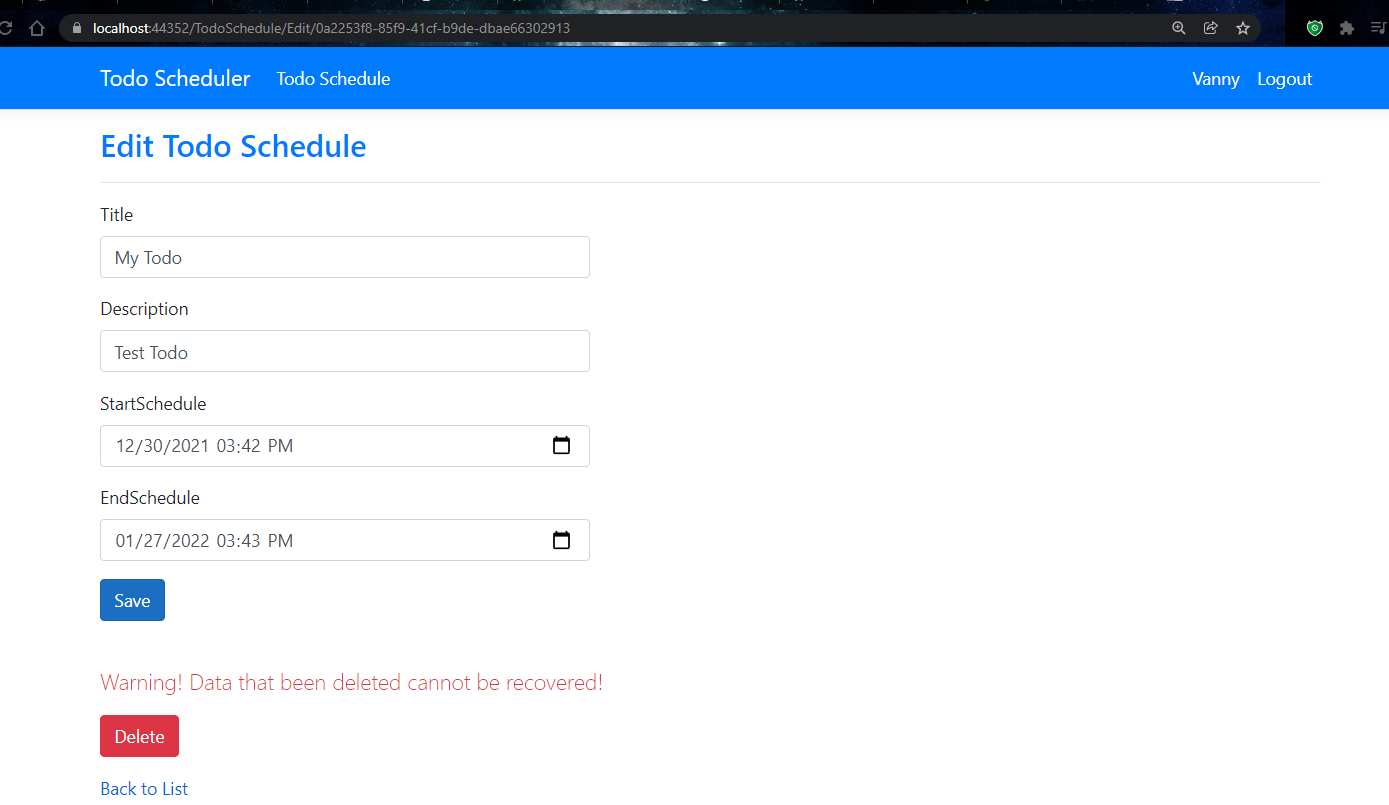 localhost:44352/TodoSchedule/Edit/0a2253f8-85f9-41cf-b9de-dbae66302913
Todo Scheduler Todo Schedule Vanny Logout
Edit Todo Schedule
Title
My Todo
Description
Test Todo
StartSchedule
12/30/2021 03:42 PM
EndSchedule
01/27/2022 03:43 PM
Save
Warning! Data that been deleted cannot be recovered!
Delete
Back to List